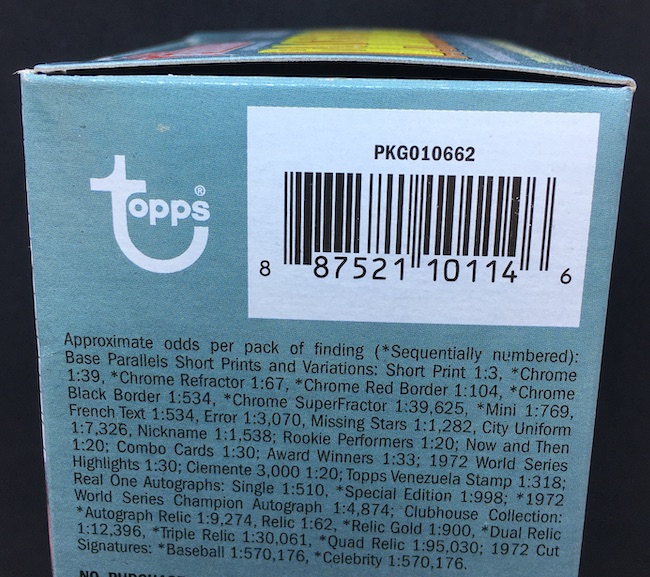 PKG010662
topps®
8 87521 10114 6
Approximate odds per pack of finding (*Sequentially numbered):
Base Parallels Short Prints and Variations: Short Print 1:3, *Chrome
1:39, *Chrome Refractor 1:67, *Chrome Red Border 1:104, *Chrome
Black Border 1:534, *Chrome SuperFractor 1:39,625, *Mini 1:769,
French Text 1:534, Error 1:3,070, Missing Stars 1:1,282, City Uniform
1:7,326, Nickname 1:1,538; Rookie Performers 1:20; Now and Then
1:20; Combo Cards 1:30; Award Winners 1:33; 1972 World Series
Highlights 1:30; Clemente 3,000 1:20; Topps Venezuela Stamp 1:318;
Real One Autographs: Single 1:510, *Special Edition 1:998; *1972
World Series Champion Autograph 1:4,874; Clubhouse Collection:
*Autograph Relic 1:9,274, Relic 1:62, *Relic Gold 1:900, *Dual Relic
1:12,396, *Triple Relic 1:30,061, *Quad Relic 1:95,030; 1972 Cut
Signatures: *Baseball 1:570,176, *Celebrity 1:570,176.
NO